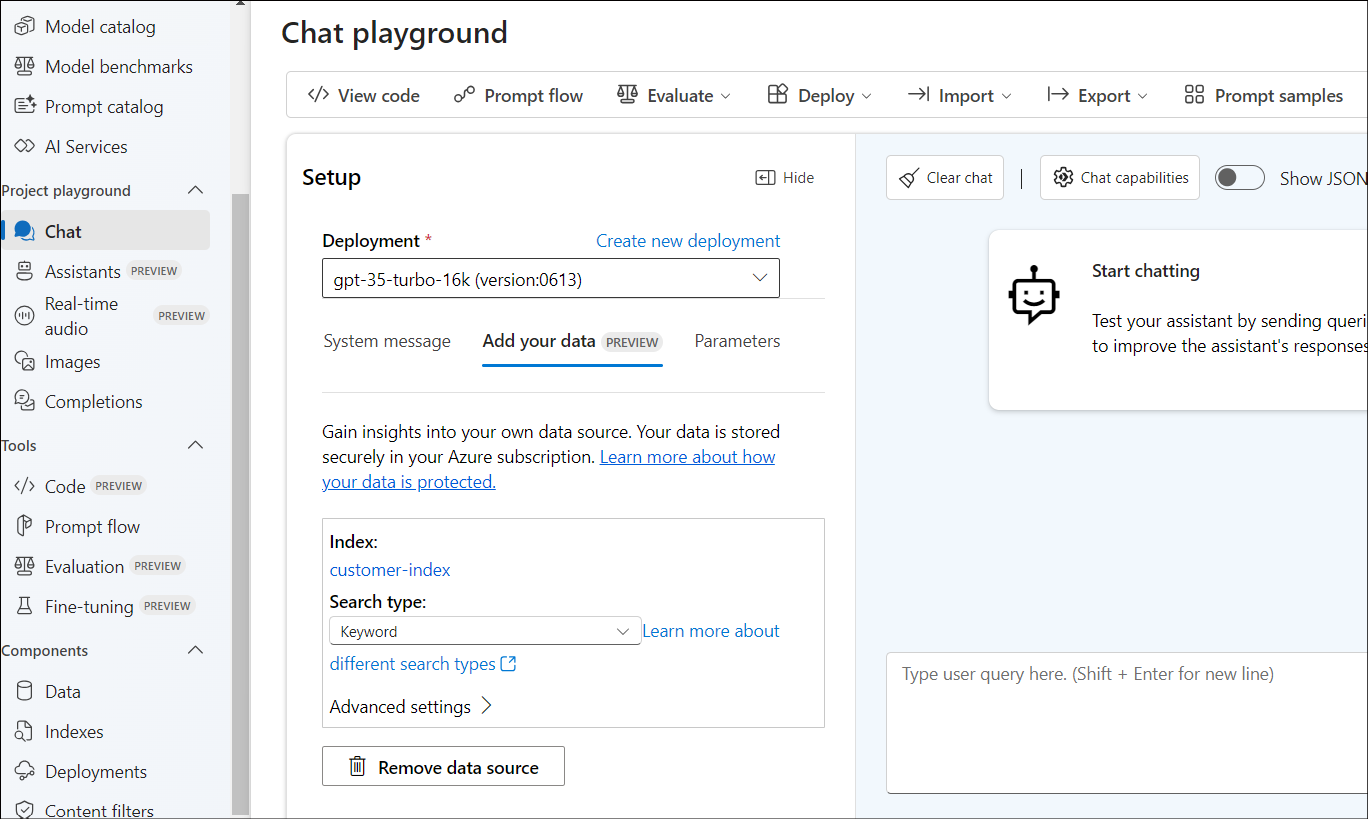 Model catalog
Model benchmarks
Prompt catalog
AI Services
Project playground
Chat
Assistants PREVIEW
Real-time
audio PREVIEW
Images
Completions
Tools
Code PREVIEW
Prompt flow
Evaluation PREVIEW
Fine-tuning PREVIEW
Components
Data
Indexes
Deployments
Content filters
Chat playground
View code Prompt flow Evaluate Deploy Import Export Prompt samples
Setup Hide
Deployment * Create new deployment
gpt-35-turbo-16k (version:0613)
System message Add your data PREVIEW Parameters
Gain insights into your own data source. Your data is stored
securely in your Azure subscription. Learn more about how
your data is protected.
Index:
customer-index
Search type:
Keyword Learn more about
different search types
Advanced settings
Remove data source
Clear chat | Chat capabilities Show JSON
Start chatting
Test your assistant by sending queri
to improve the assistant's responses
Type user query here. (Shift + Enter for new line)